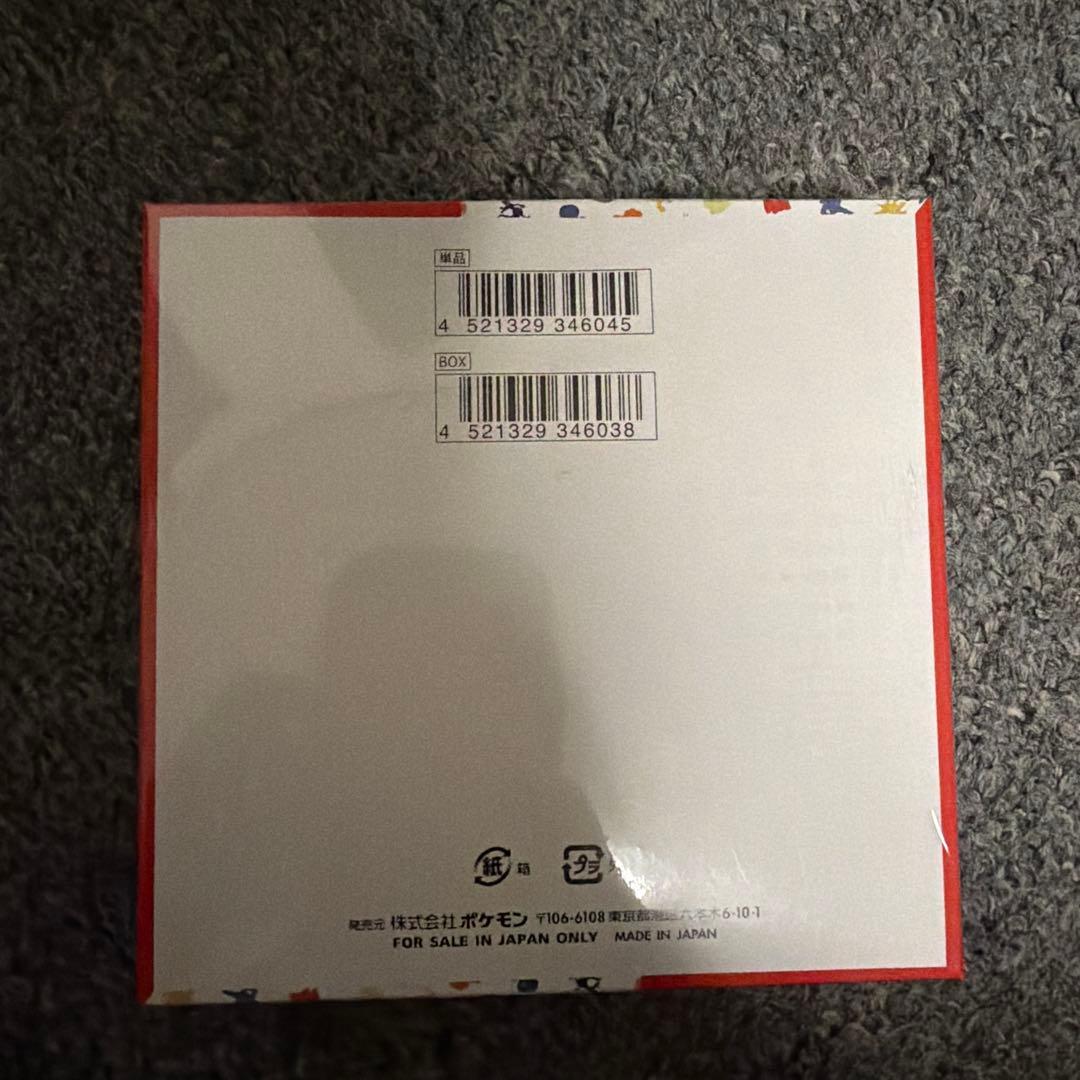 単品
4 521329 346045
BOX
4 521329 346038
紙 箱 プラ
発売元 株式会社ポケモン 〒106-6108 東京都港区六本木6-10-1
FOR SALE IN JAPAN ONLY MADE IN JAPAN